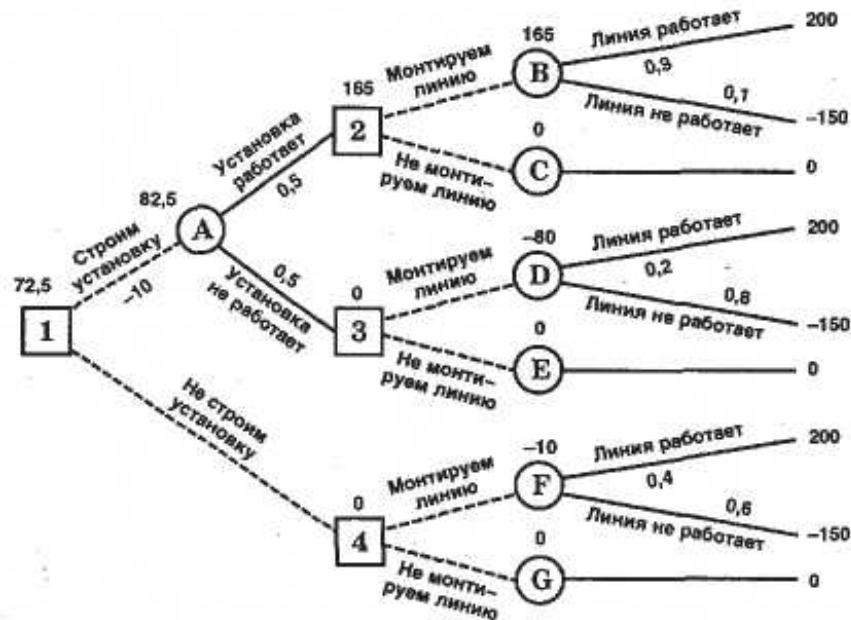 165
Линия работает
200
0,9
Монтируем
линию
B
0,1
Линия не работает
-150
165
2
0
Не монти-
руем линию
C
0
Установка
работает
0,5
82,5
A
Строим
установку
-10
72,5
1
0,5
Установка
не работает
-80
Линия работает
200
0,2
Монтируем
линию
D
0,8
Линия не работает
-150
0
3
0
Не монти-
руем линию
E
0
Не строим
установку
-10
Линия работает
200
0,4
Монтируем
линию
F
0,6
Линия не работает
-150
0
4
0
Не монти-
руем линию
G
0